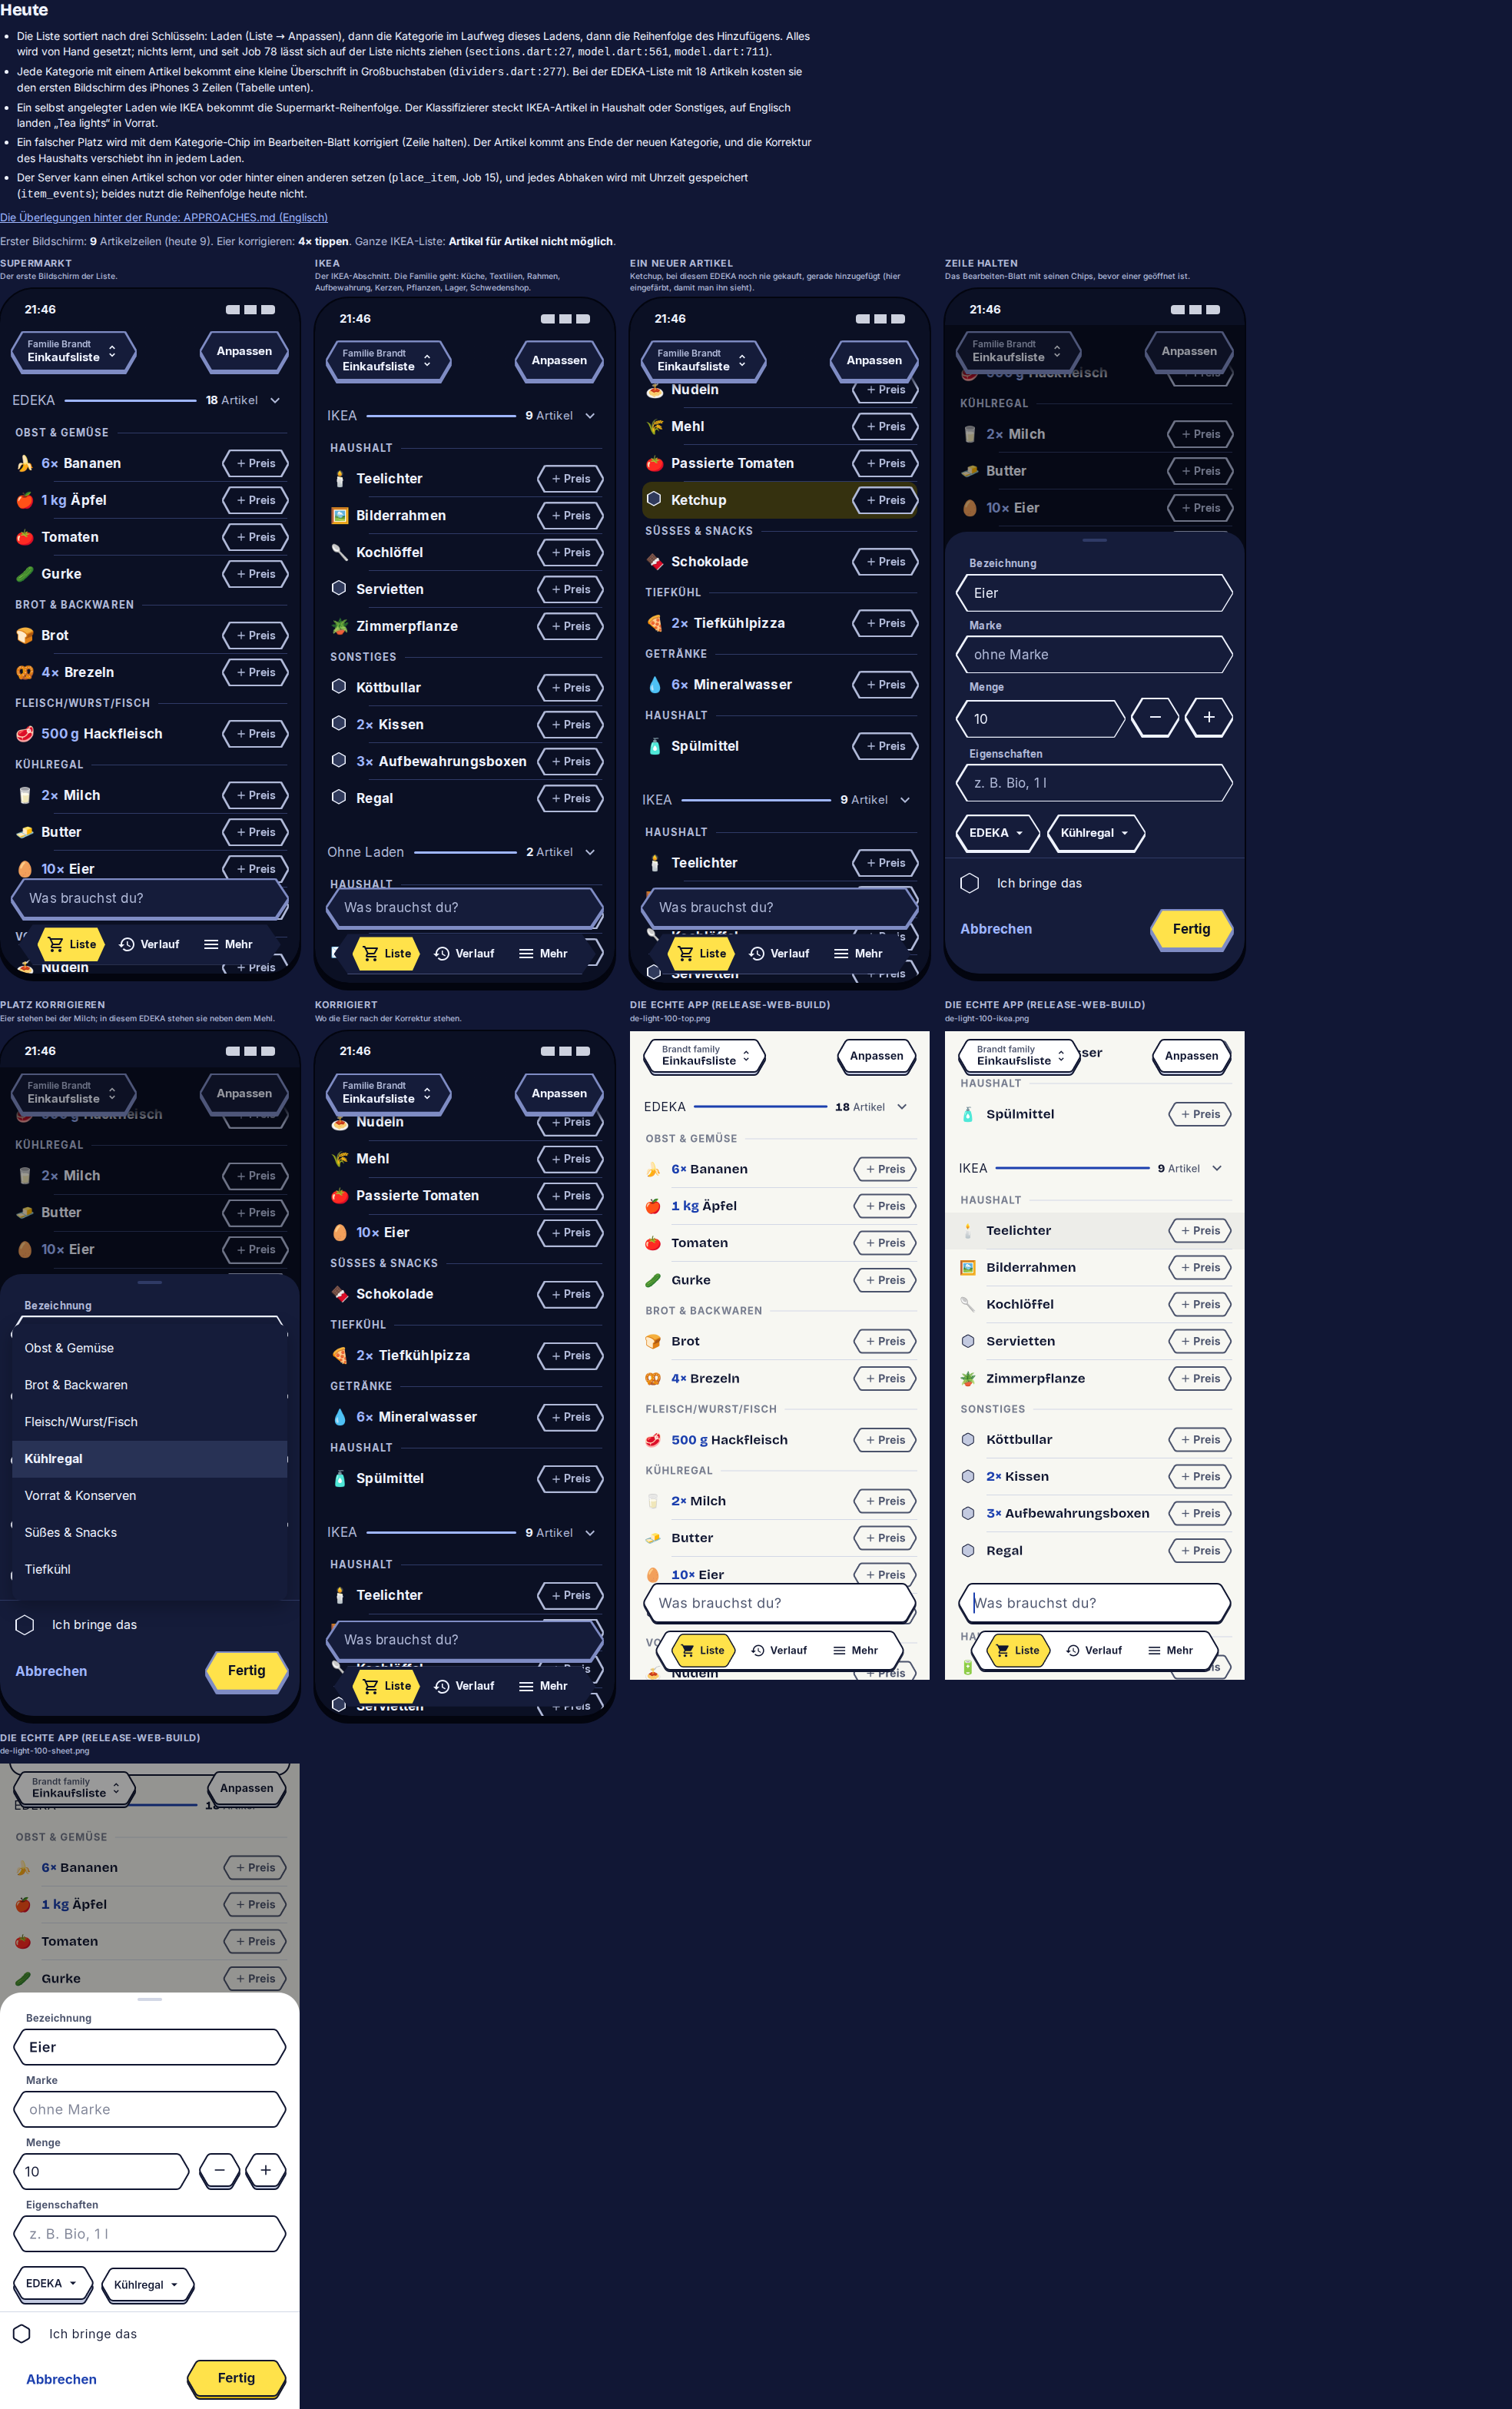 Heute
• Die Liste sortiert nach drei Schlüsseln: Laden (Liste → Anpassen), dann die Kategorie im Laufweg dieses Ladens, dann die Reihenfolge des Hinzufügens. Alles
wird von Hand gesetzt; nichts lernt, und seit Job 78 lässt sich auf der Liste nichts ziehen (sections.dart:27, model.dart:561, model.dart:711).
• Jede Kategorie mit einem Artikel bekommt eine kleine Überschrift in Großbuchstaben (dividers.dart:277). Bei der EDEKA-Liste mit 18 Artikeln kosten sie
den ersten Bildschirm des iPhones 3 Zeilen (Tabelle unten).
• Ein selbst angelegter Laden wie IKEA bekommt die Supermarkt-Reihenfolge. Der Klassifizierer steckt IKEA-Artikel in Haushalt oder Sonstiges, auf Englisch
landen „Tea lights“ in Vorrat.
• Ein falscher Platz wird mit dem Kategorie-Chip im Bearbeiten-Blatt korrigiert (Zeile halten). Der Artikel kommt ans Ende der neuen Kategorie, und die Korrektur
des Haushalts verschiebt ihn in jedem Laden.
• Der Server kann einen Artikel schon vor oder hinter einen anderen setzen (place_item, Job 15), und jedes Abhaken wird mit Uhrzeit gespeichert
(item_events); beides nutzt die Reihenfolge heute nicht.
Die Überlegungen hinter der Runde: APPROACHES.md (Englisch)
Erster Bildschirm: 9 Artikelzeilen (heute 9). Eier korrigieren: 4× tippen. Ganze IKEA-Liste: Artikel für Artikel nicht möglich.
SUPERMARKT
Der erste Bildschirm der Liste.
21:46
Familie Brandt
Einkaufsliste
Anpassen
EDEKA 18 Artikel
OBST & GEMÜSE
6× Bananen + Preis
1 kg Äpfel + Preis
Tomaten + Preis
Gurke + Preis
BROT & BACKWAREN
Brot + Preis
4× Brezeln + Preis
FLEISCH/WURST/FISCH
500 g Hackfleisch + Preis
KÜHLREGAL
2× Milch + Preis
Butter + Preis
10× Eier + Preis
Was brauchst du?
VO
Liste Verlauf Mehr
Nudeln + Preis
IKEA
Der IKEA-Abschnitt. Die Familie geht: Küche, Textilien, Rahmen,
Aufbewahrung, Kerzen, Pflanzen, Lager, Schwedenshop.
21:46
Familie Brandt
Einkaufsliste
Anpassen
IKEA 9 Artikel
HAUSHALT
Teelichter + Preis
Bilderrahmen + Preis
Kochlöffel + Preis
Servietten + Preis
Zimmerpflanze + Preis
SONSTIGES
Köttbullar + Preis
2× Kissen + Preis
3× Aufbewahrungsboxen + Preis
Regal + Preis
Ohne Laden 2 Artikel
HAUSHALT
Was brauchst du?
Liste Verlauf Mehr
EIN NEUER ARTIKEL
Ketchup, bei diesem EDEKA noch nie gekauft, gerade hinzugefügt (hier
eingefärbt, damit man ihn sieht).
21:46
Familie Brandt
Einkaufsliste
Anpassen
Nudeln + Preis
Mehl + Preis
Passierte Tomaten + Preis
Ketchup + Preis
SÜSSES & SNACKS
Schokolade + Preis
TIEFKÜHL
2× Tiefkühlpizza + Preis
GETRÄNKE
6× Mineralwasser + Preis
HAUSHALT
Spülmittel + Preis
IKEA 9 Artikel
HAUSHALT
Teelichter + Preis
Was brauchst du?
Kochlöffel
Liste Verlauf Mehr
Servietten + Preis
ZEILE HALTEN
Das Bearbeiten-Blatt mit seinen Chips, bevor einer geöffnet ist.
21:46
Familie Brandt
Einkaufsliste
Anpassen
500 g Hackfleisch
KÜHLREGAL
2× Milch + Preis
Butter + Preis
10× Eier + Preis
Bezeichnung
Eier
Marke
ohne Marke
Menge
10 − +
Eigenschaften
z. B. Bio, 1 l
EDEKA Kühlregal
Ich bringe das
Abbrechen Fertig
PLATZ KORRIGIEREN
Eier stehen bei der Milch; in diesem EDEKA stehen sie neben dem Mehl.
21:46
Familie Brandt
Einkaufsliste
Anpassen
500 g Hackfleisch
KÜHLREGAL
2× Milch + Preis
Butter + Preis
10× Eier + Preis
Bezeichnung
Obst & Gemüse
Brot & Backwaren
Fleisch/Wurst/Fisch
Kühlregal
Vorrat & Konserven
Süßes & Snacks
Tiefkühl
Ich bringe das
Abbrechen Fertig
KORRIGIERT
Wo die Eier nach der Korrektur stehen.
21:46
Familie Brandt
Einkaufsliste
Anpassen
Nudeln + Preis
Mehl + Preis
Passierte Tomaten + Preis
10× Eier + Preis
SÜSSES & SNACKS
Schokolade + Preis
TIEFKÜHL
2× Tiefkühlpizza + Preis
GETRÄNKE
6× Mineralwasser + Preis
HAUSHALT
Spülmittel + Preis
IKEA 9 Artikel
HAUSHALT
Teelichter + Preis
Was brauchst du?
Kochlöffel
Liste Verlauf Mehr
Servietten + Preis
DIE ECHTE APP (RELEASE-WEB-BUILD)
de-light-100-top.png
Brandt family
Einkaufsliste
Anpassen
EDEKA 18 Artikel
OBST & GEMÜSE
6× Bananen + Preis
1 kg Äpfel + Preis
Tomaten + Preis
Gurke + Preis
BROT & BACKWAREN
Brot + Preis
4× Brezeln + Preis
FLEISCH/WURST/FISCH
500 g Hackfleisch + Preis
KÜHLREGAL
2× Milch + Preis
Butter + Preis
10× Eier + Preis
Was brauchst du?
VO
Liste Verlauf Mehr
Nudeln + Preis
DIE ECHTE APP (RELEASE-WEB-BUILD)
de-light-100-ikea.png
Brandt family
Einkaufsliste
ser
Anpassen
HAUSHALT
Spülmittel + Preis
IKEA 9 Artikel
HAUSHALT
Teelichter + Preis
Bilderrahmen + Preis
Kochlöffel + Preis
Servietten + Preis
Zimmerpflanze + Preis
SONSTIGES
Köttbullar + Preis
2× Kissen + Preis
3× Aufbewahrungsboxen + Preis
Regal + Preis
Was brauchst du?
HA
Liste Verlauf Mehr
DIE ECHTE APP (RELEASE-WEB-BUILD)
de-light-100-sheet.png
Brandt family
Einkaufsliste
Anpassen
EDEKA 18 Artikel
OBST & GEMÜSE
6× Bananen + Preis
1 kg Äpfel + Preis
Tomaten + Preis
Gurke + Preis
Bezeichnung
Eier
Marke
ohne Marke
Menge
10 − +
Eigenschaften
z. B. Bio, 1 l
EDEKA Kühlregal
Ich bringe das
Abbrechen Fertig